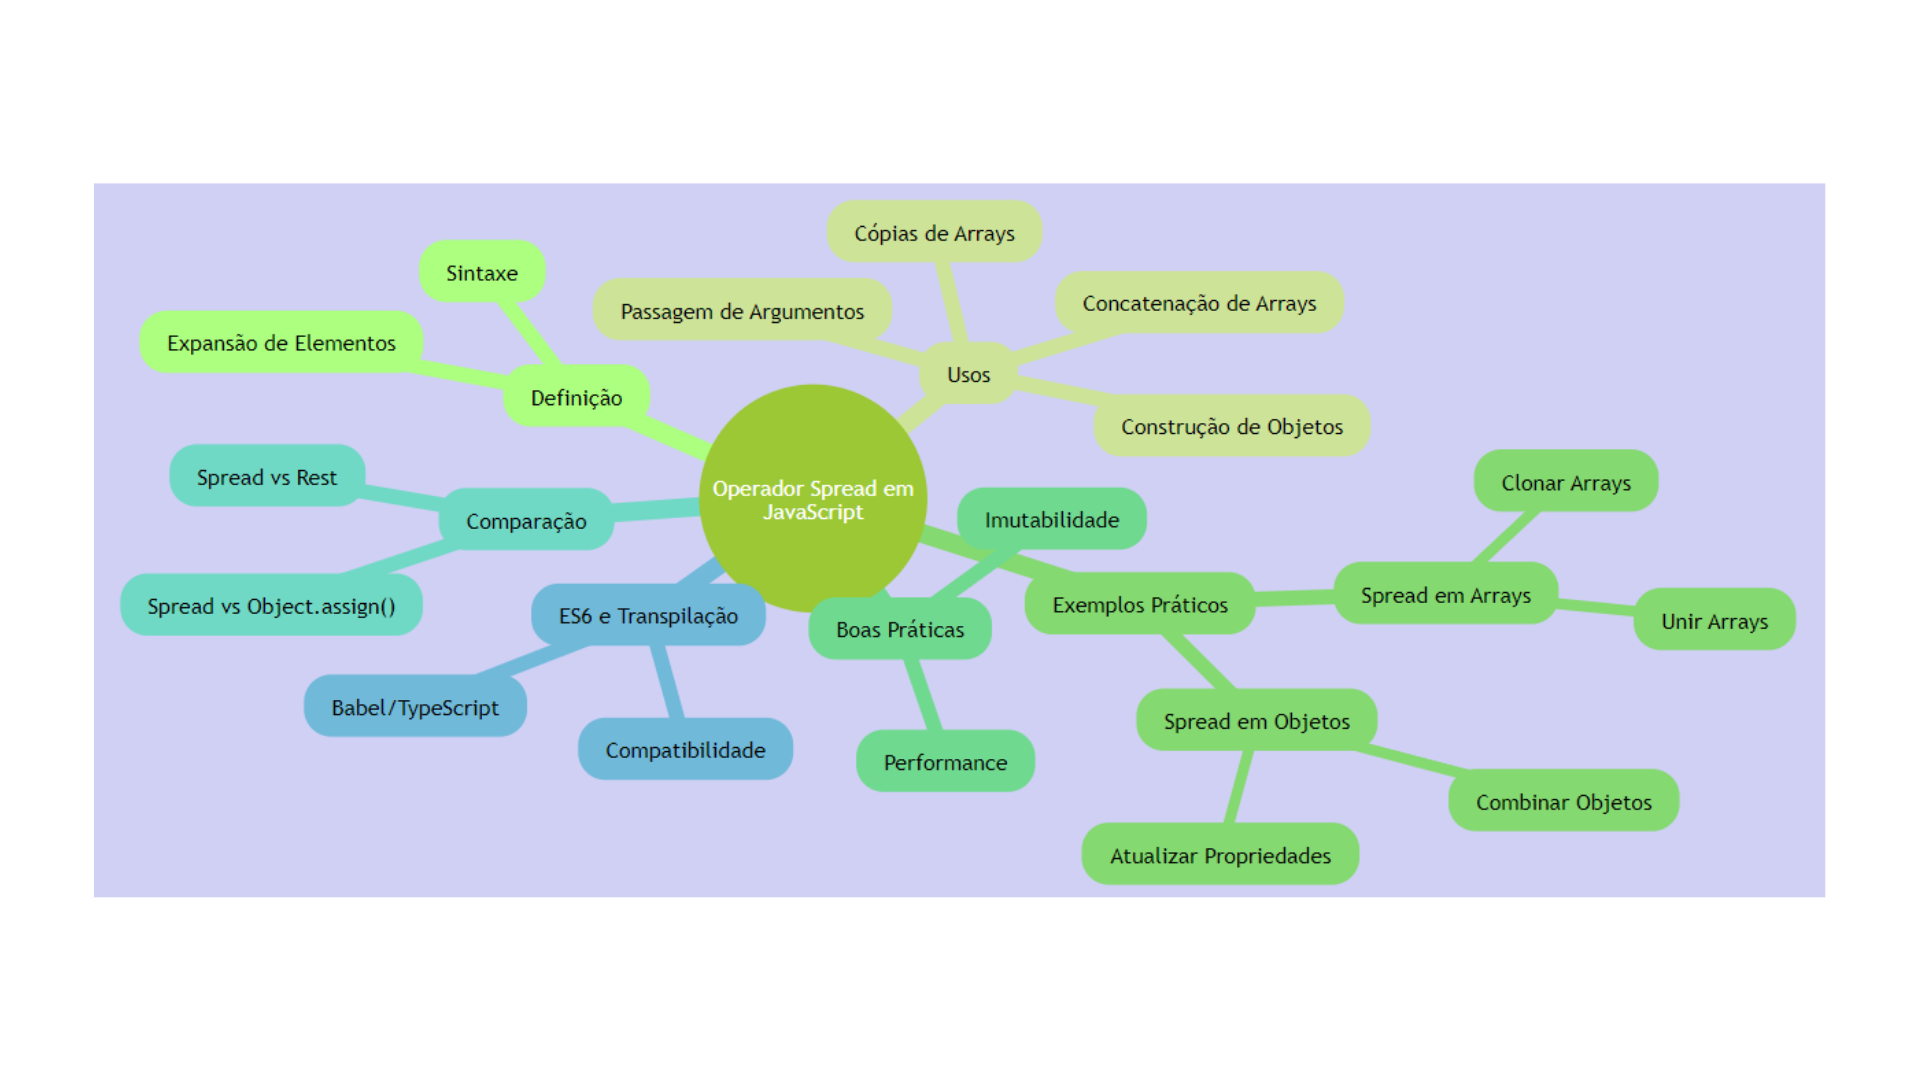 Operador Spread em
JavaScript
Definição
Sintaxe
Expansão de Elementos
Usos
Passagem de Argumentos
Cópias de Arrays
Concatenação de Arrays
Construção de Objetos
Comparação
Spread vs Rest
Spread vs Object.assign()
ES6 e Transpilação
Babel/TypeScript
Compatibilidade
Boas Práticas
Imutabilidade
Performance
Exemplos Práticos
Spread em Arrays
Clonar Arrays
Unir Arrays
Spread em Objetos
Combinar Objetos
Atualizar Propriedades